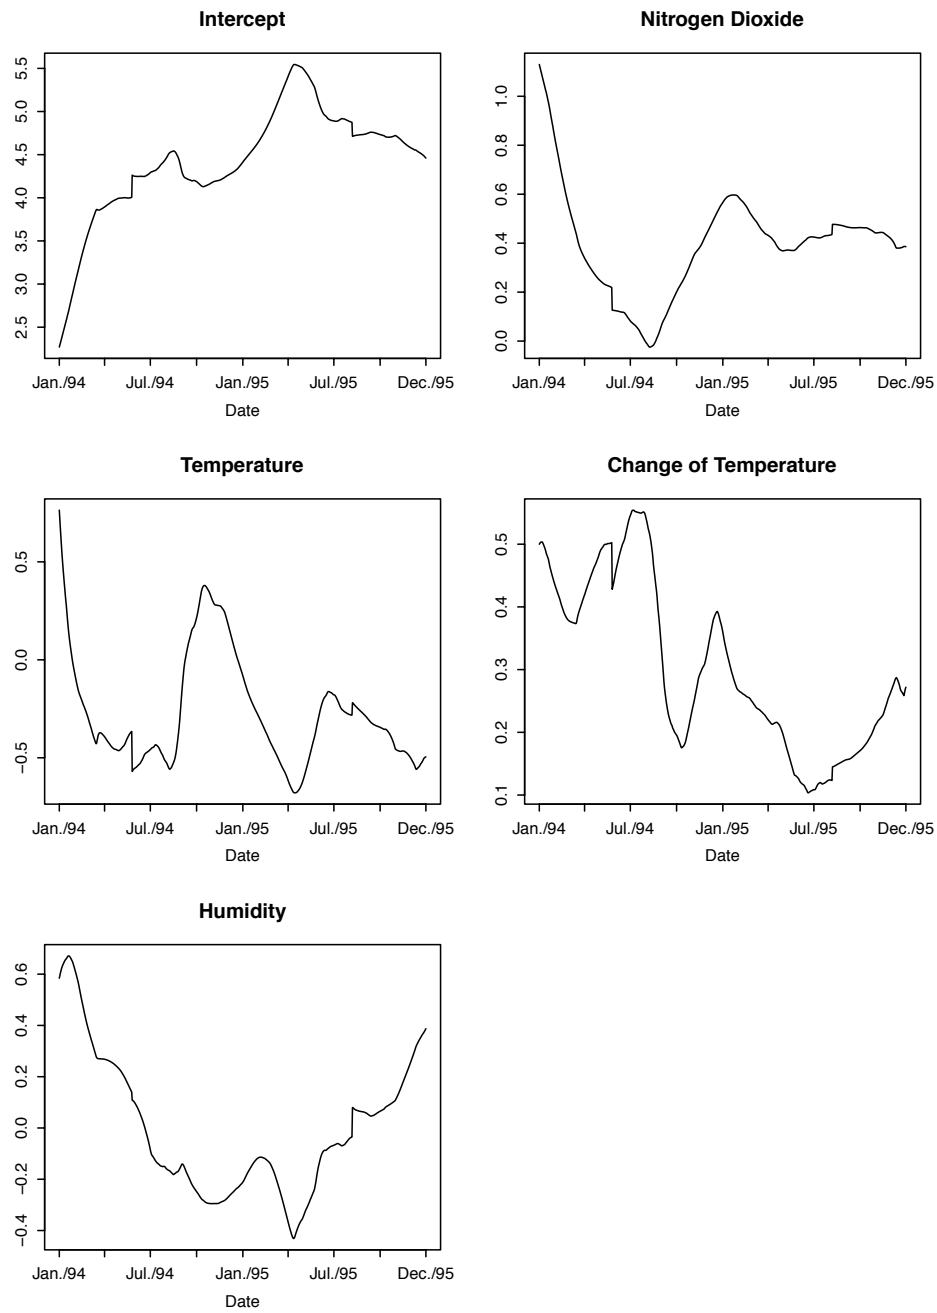 Intercept
5.5
5.0
4.5
4.0
3.5
3.0
2.5
Jan./94 Jul./94 Jan./95 Jul./95 Dec./95
Date
Nitrogen Dioxide
1.0
0.8
0.6
0.4
0.2
0.0
Jan./94 Jul./94 Jan./95 Jul./95 Dec./95
Date
Temperature
0.5
0.0
−0.5
Jan./94 Jul./94 Jan./95 Jul./95 Dec./95
Date
Change of Temperature
0.5
0.4
0.3
0.2
0.1
Jan./94 Jul./94 Jan./95 Jul./95 Dec./95
Date
Humidity
0.6
0.4
0.2
0.0
−0.2
−0.4
Jan./94 Jul./94 Jan./95 Jul./95 Dec./95
Date